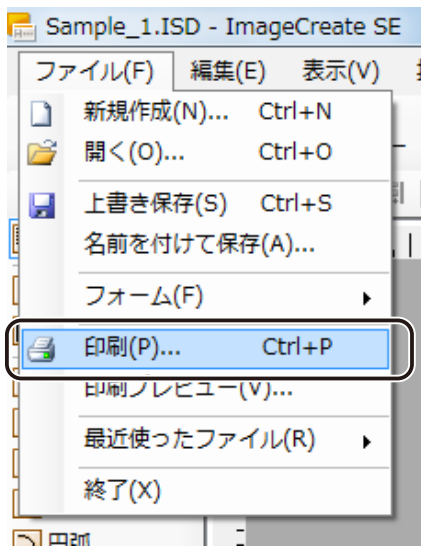 Sample_1.ISD - ImageCreate SE
ファイル(F) 編集(E) 表示(V)
新規作成(N)... Ctrl+N
開く(O)... Ctrl+O
上書き保存(S) Ctrl+S
名前を付けて保存(A)...
フォーム(F)
印刷(P)... Ctrl+P
印刷プレビュー(V)...
最近使ったファイル(R)
終了(X)
円弧